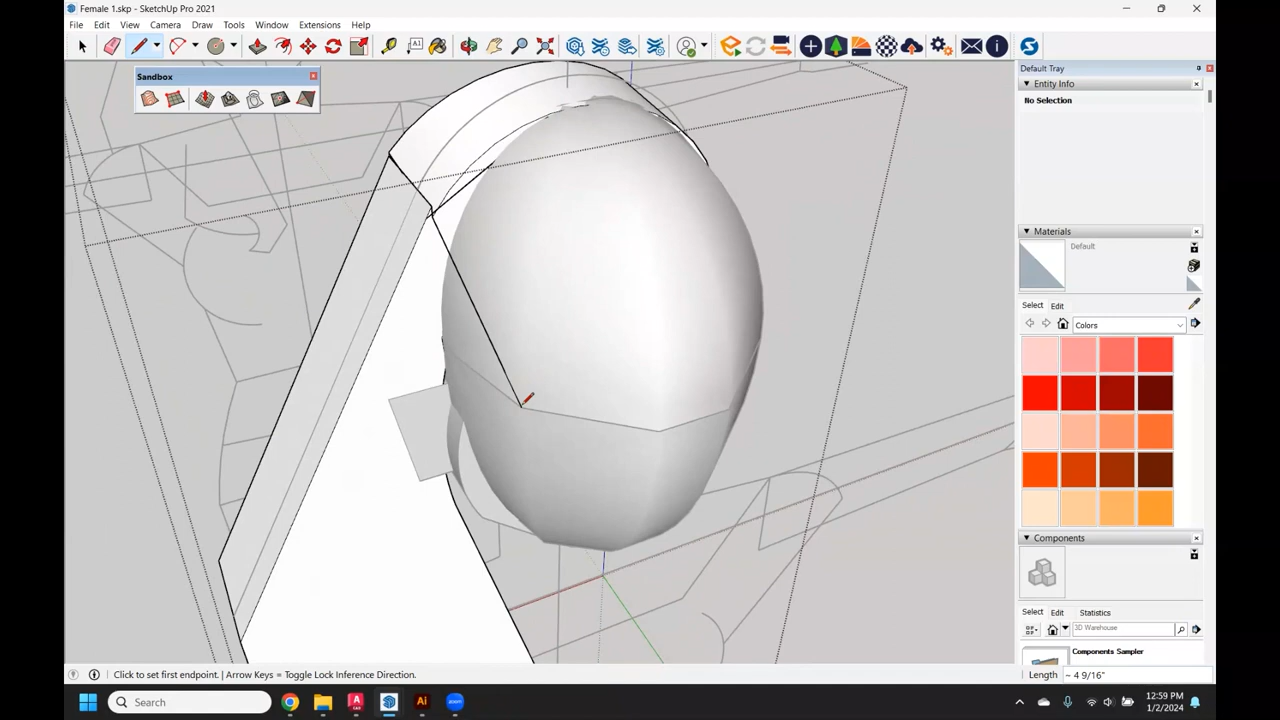 Female 1.skp - SketchUp Pro 2021
File Edit View Camera Draw Tools Window Extensions Help
Sandbox
Default Tray
Entity Info
No Selection
Materials
Default
Select Edit
Colors
Components
Select Edit Statistics
3D Warehouse
Components Sampler
Click to set first endpoint. | Arrow Keys = Toggle Lock Inference Direction.
Length ~ 4 9/16"
Search
12:59 PM
1/2/2024